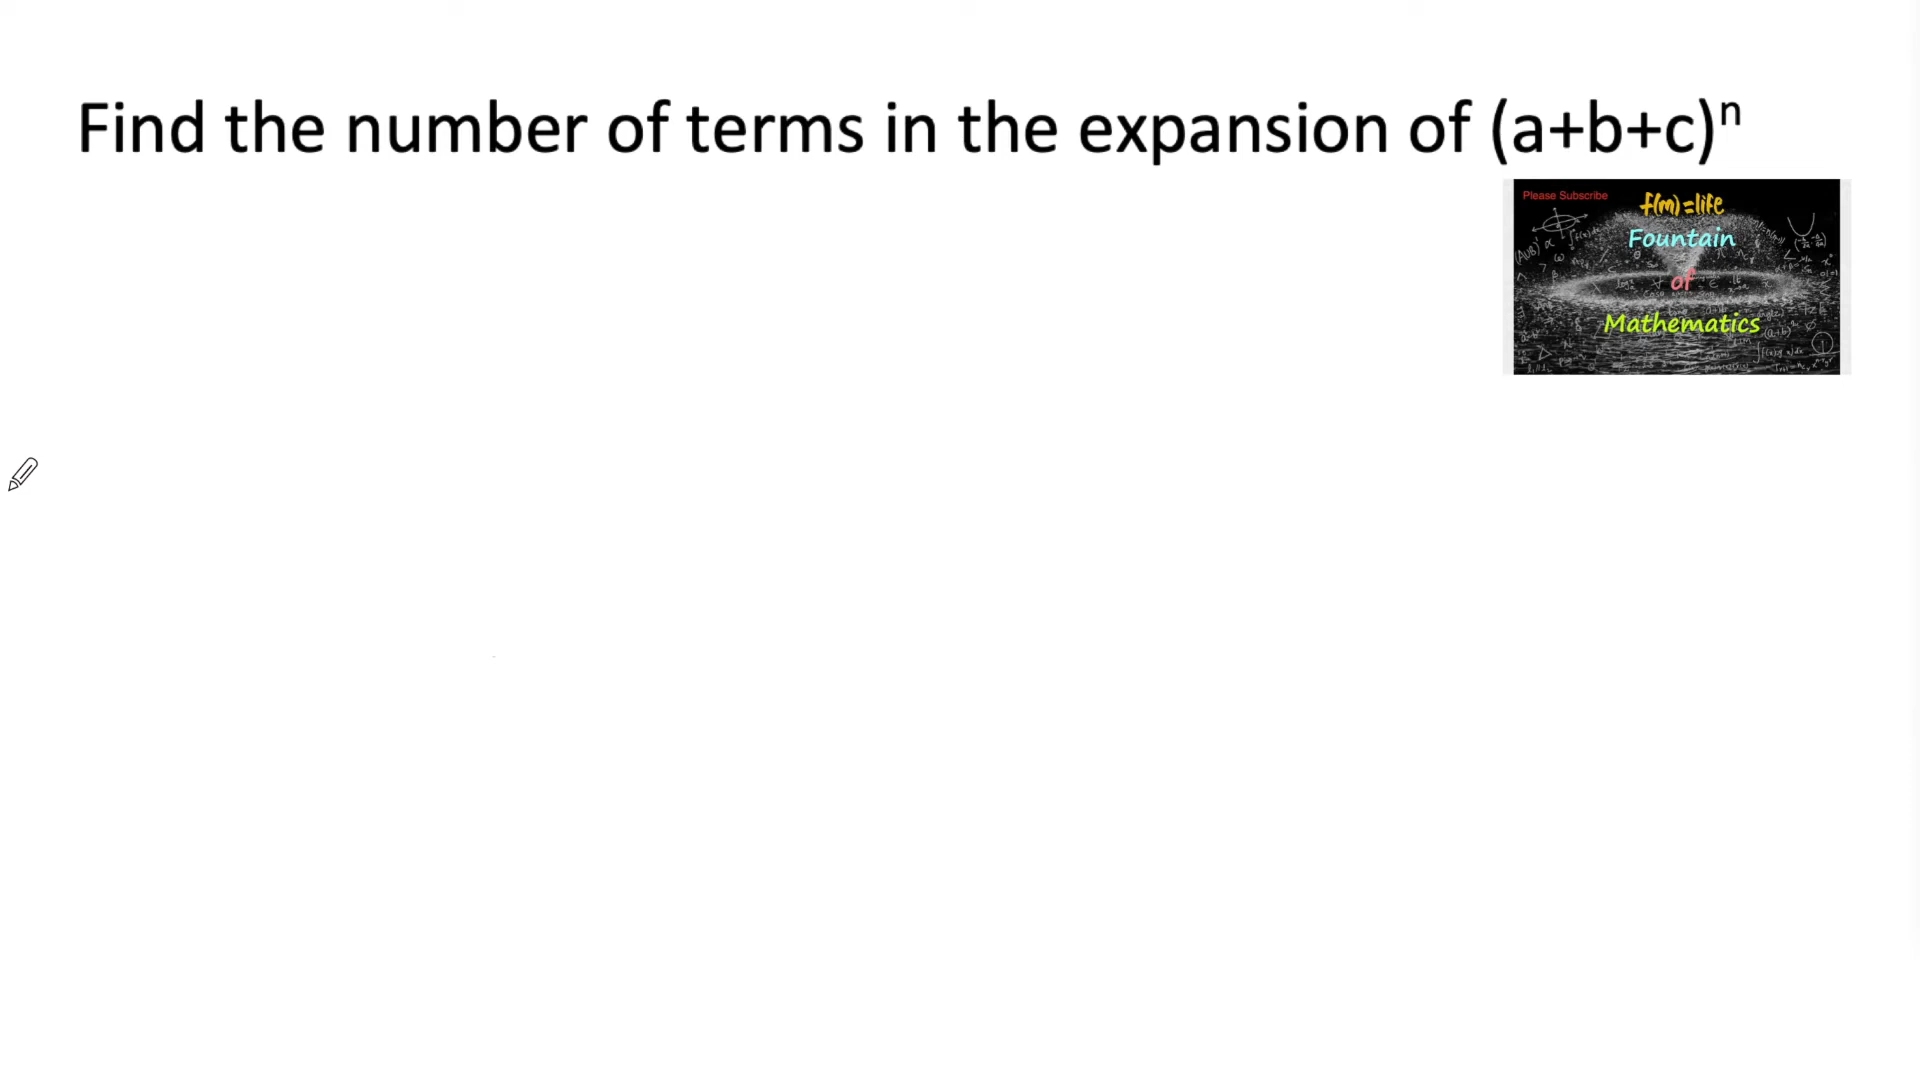 Find the number of terms in the expansion of (a+b+c)ⁿ
Please Subscribe
f(m)=life
Fountain
of
Mathematics